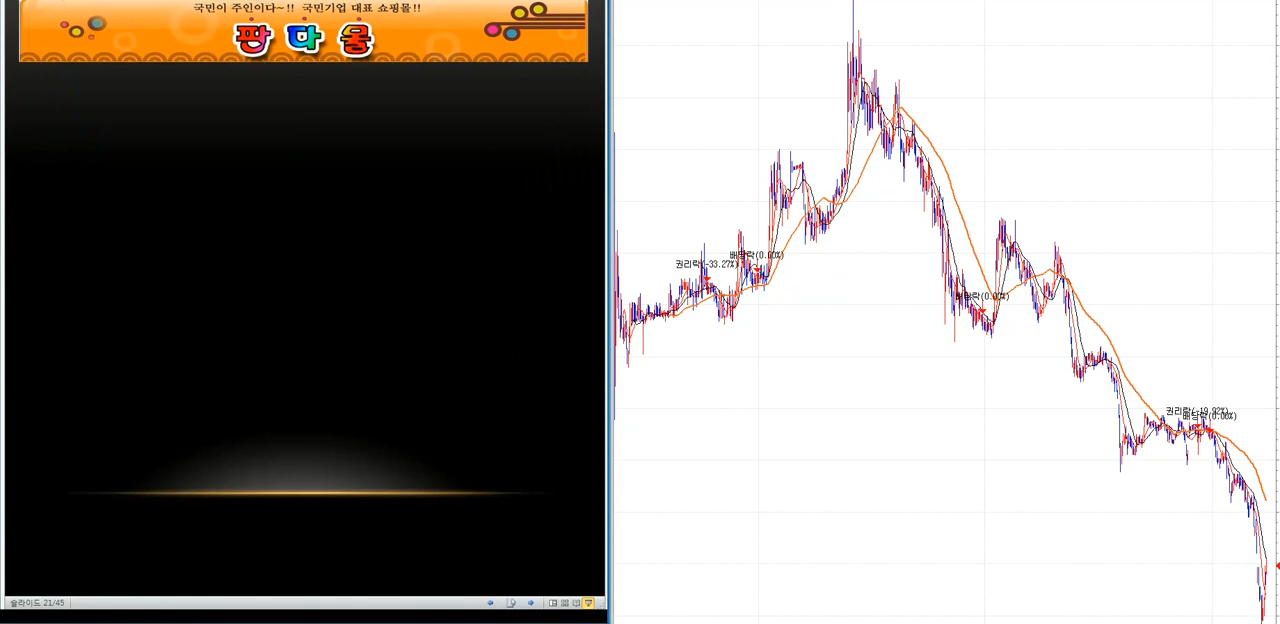 국민이 주인이다~!! 국민기업 대표 쇼핑몰!!
판다몰
배당락(0.00%)
권리락(-33.27%)
배당락(0.00%)
권리락(-19.92%)
배당락(0.00%)
슬라이드 21/45